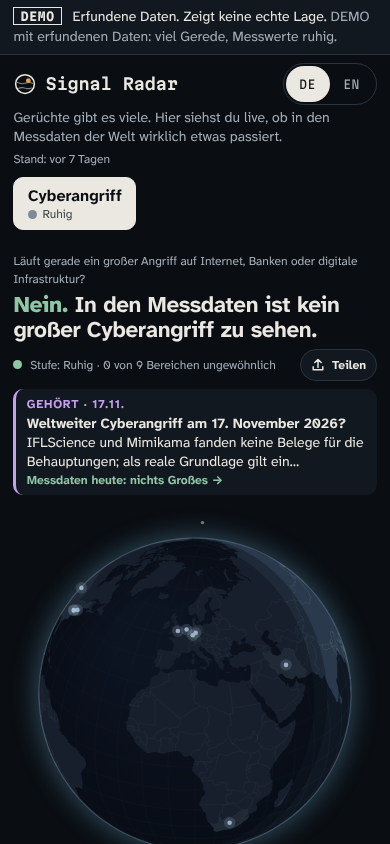 DEMO Erfundene Daten. Zeigt keine echte Lage. DEMO
mit erfundenen Daten: viel Gerede, Messwerte ruhig.
Signal Radar
DE EN
Gerüchte gibt es viele. Hier siehst du live, ob in den
Messdaten der Welt wirklich etwas passiert.
Stand: vor 7 Tagen
Cyberangriff
Ruhig
Läuft gerade ein großer Angriff auf Internet, Banken oder digitale
Infrastruktur?
Nein. In den Messdaten ist kein
großer Cyberangriff zu sehen.
Stufe: Ruhig · 0 von 9 Bereichen ungewöhnlich
Teilen
GEHÖRT · 17.11.
Weltweiter Cyberangriff am 17. November 2026?
IFLScience und Mimikama fanden keine Belege für die
Behauptungen; als reale Grundlage gilt ein...
Messdaten heute: nichts Großes →